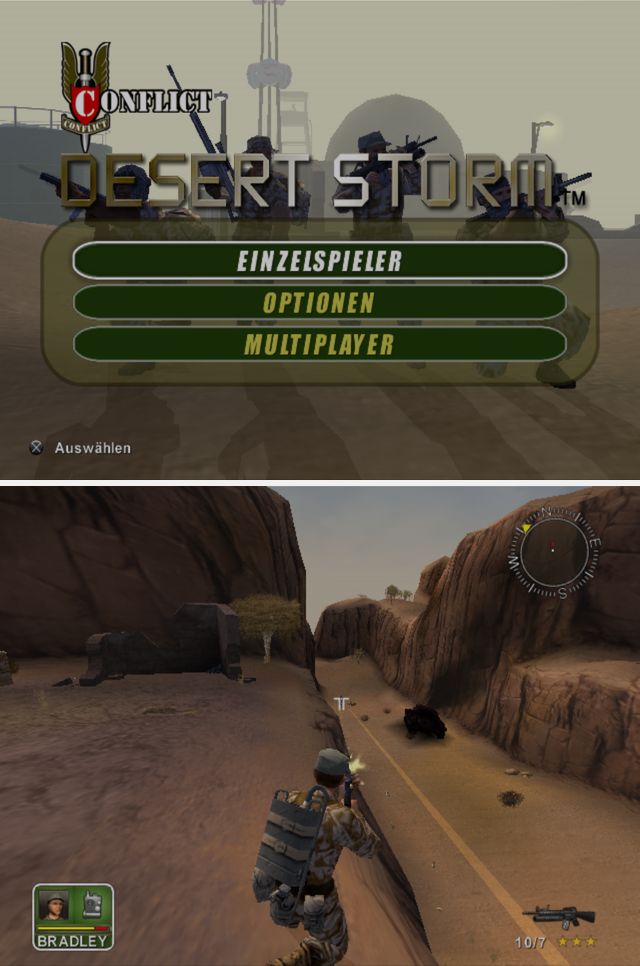 CONFLICT
CONFLICT
DESERT STORM™
EINZELSPIELER
OPTIONEN
MULTIPLAYER
Auswählen
N
E
W
S
BRADLEY
10/7